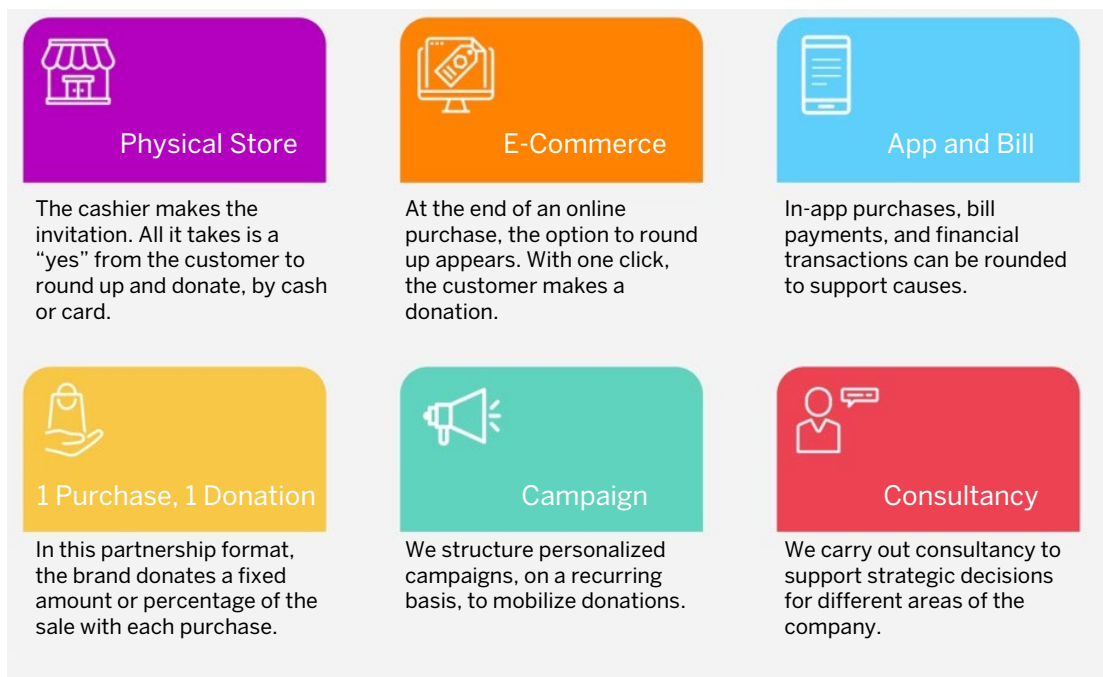 Physical Store
The cashier makes the
invitation. All it takes is a
“yes” from the customer to
round up and donate, by cash
or card.
E-Commerce
At the end of an online
purchase, the option to round
up appears. With one click,
the customer makes a
donation.
App and Bill
In-app purchases, bill
payments, and financial
transactions can be rounded
to support causes.
1 Purchase, 1 Donation
In this partnership format,
the brand donates a fixed
amount or percentage of the
sale with each purchase.
Campaign
We structure personalized
campaigns, on a recurring
basis, to mobilize donations.
Consultancy
We carry out consultancy to
support strategic decisions
for different areas of the
company.